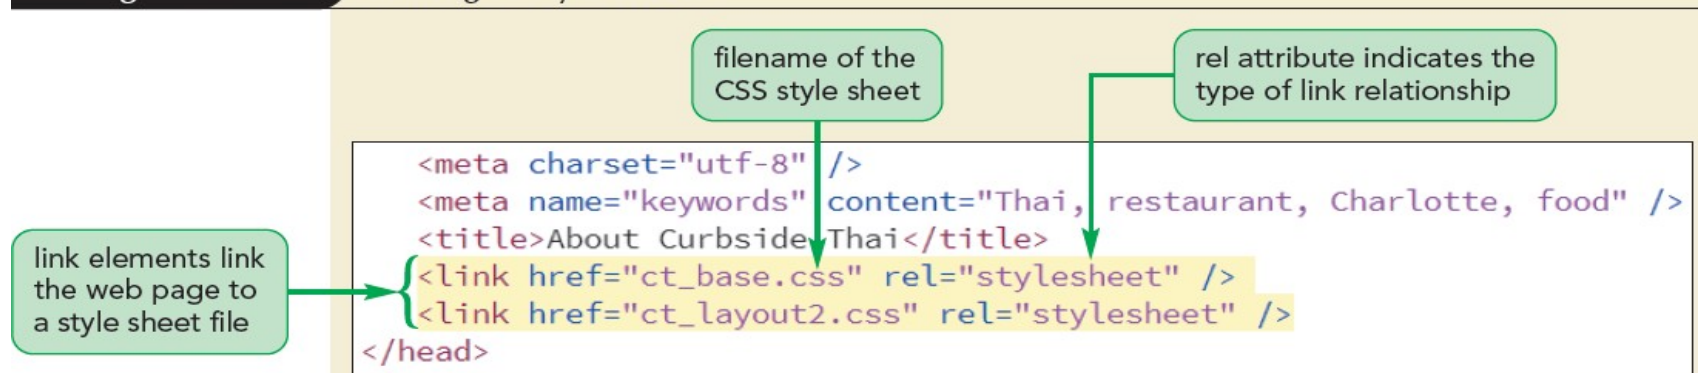 filename of the
CSS style sheet
rel attribute indicates the
type of link relationship
<meta charset="utf-8" />
<meta name="keywords" content="Thai, restaurant, Charlotte, food" />
<title>About Curbside Thai</title>
link elements link
the web page to
a style sheet file
<link href="ct_base.css" rel="stylesheet" />
<link href="ct_layout2.css" rel="stylesheet" />
</head>